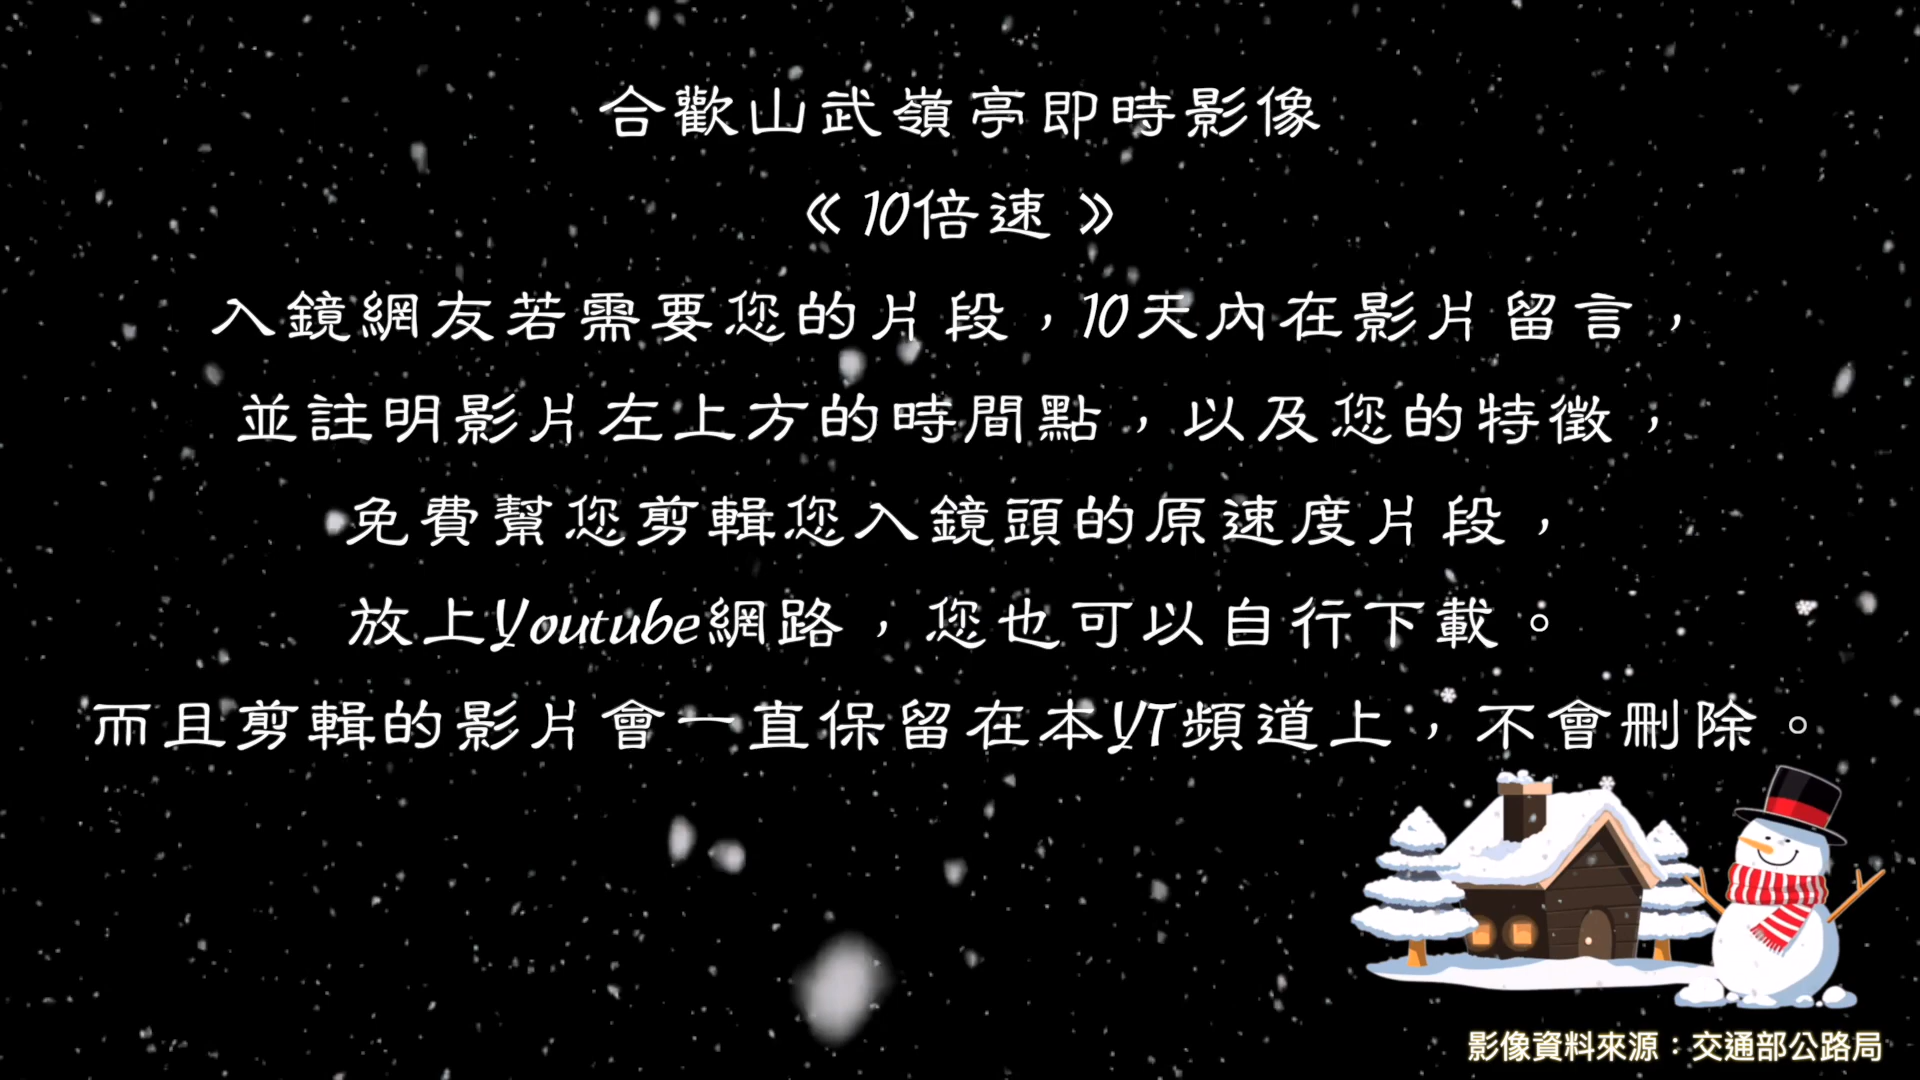 合歡山武嶺亭即時影像
《10倍速》
入鏡網友若需要您的片段，10天內在影片留言，
並註明影片左上方的時間點，以及您的特徵，
免費幫您剪輯您入鏡頭的原速度片段，
放上Youtube網路，您也可以自行下載。
而且剪輯的影片會一直保留在本YT頻道上，不會刪除。
影像資料來源：交通部公路局